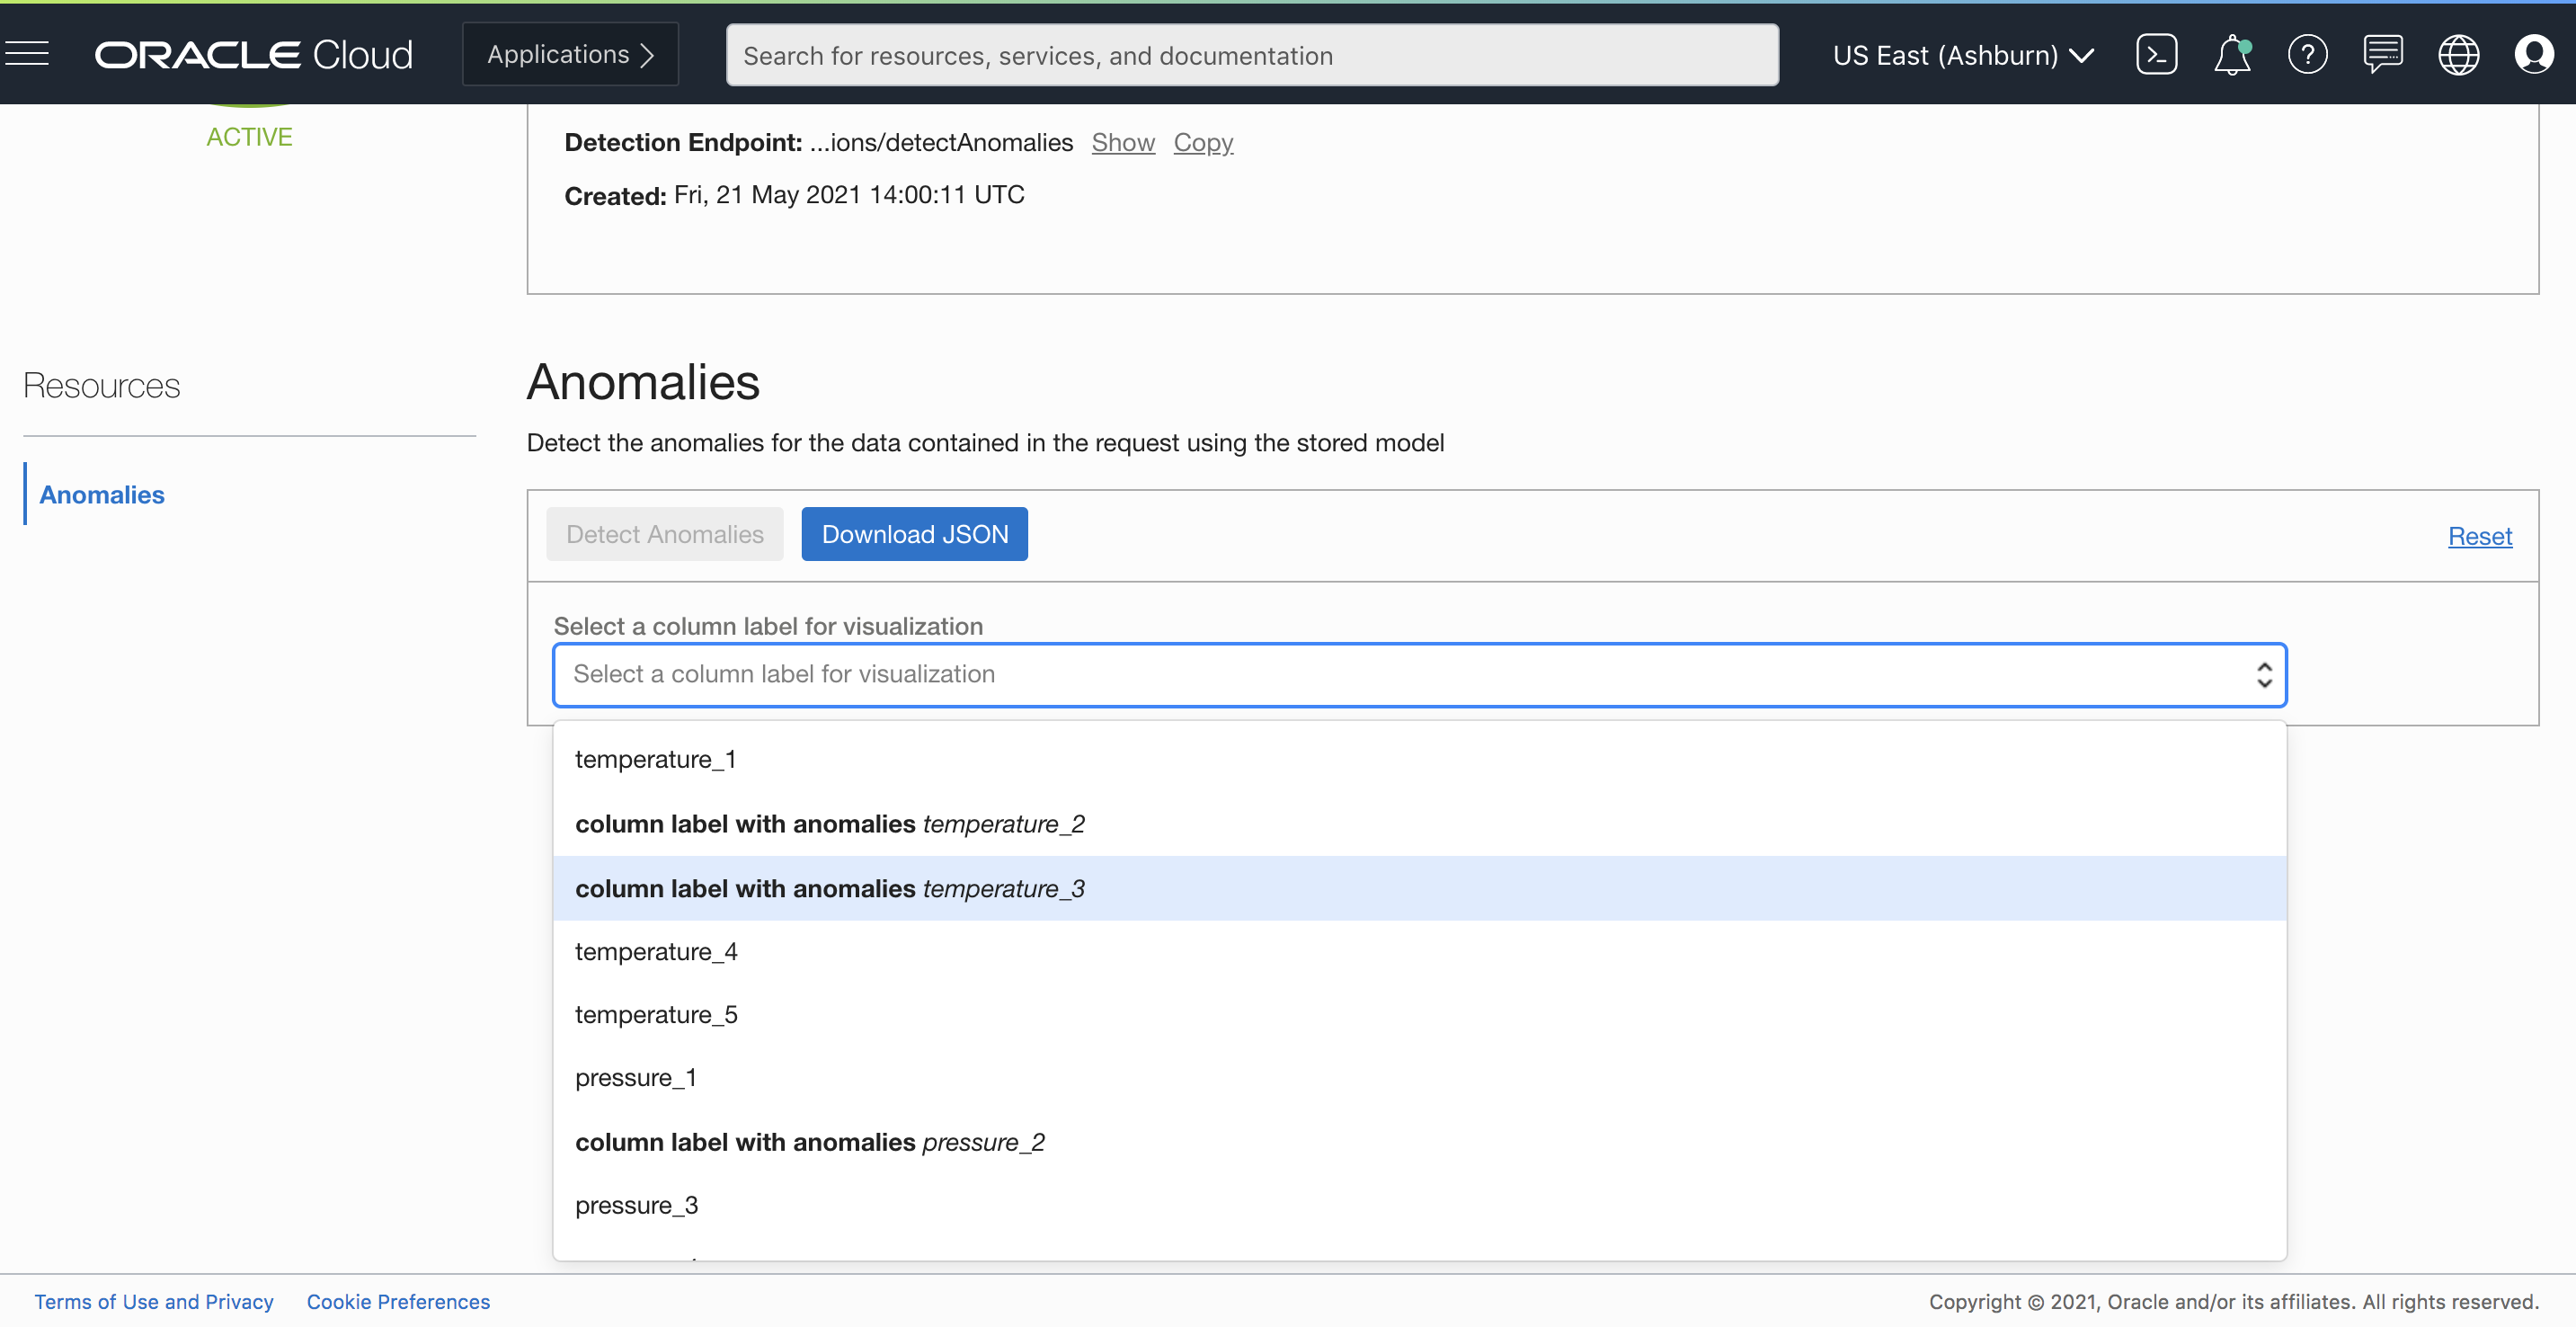 ORACLE Cloud
Applications
Search for resources, services, and documentation
US East (Ashburn)
ACTIVE
Detection Endpoint: ...ions/detectAnomalies Show Copy
Created: Fri, 21 May 2021 14:00:11 UTC
Resources
Anomalies
Anomalies
Detect the anomalies for the data contained in the request using the stored model
Detect Anomalies
Download JSON
Reset
Select a column label for visualization
Select a column label for visualization
temperature_1
column label with anomalies temperature_2
column label with anomalies temperature_3
temperature_4
temperature_5
pressure_1
column label with anomalies pressure_2
pressure_3
Terms of Use and Privacy
Cookie Preferences
Copyright © 2021, Oracle and/or its affiliates. All rights reserved.